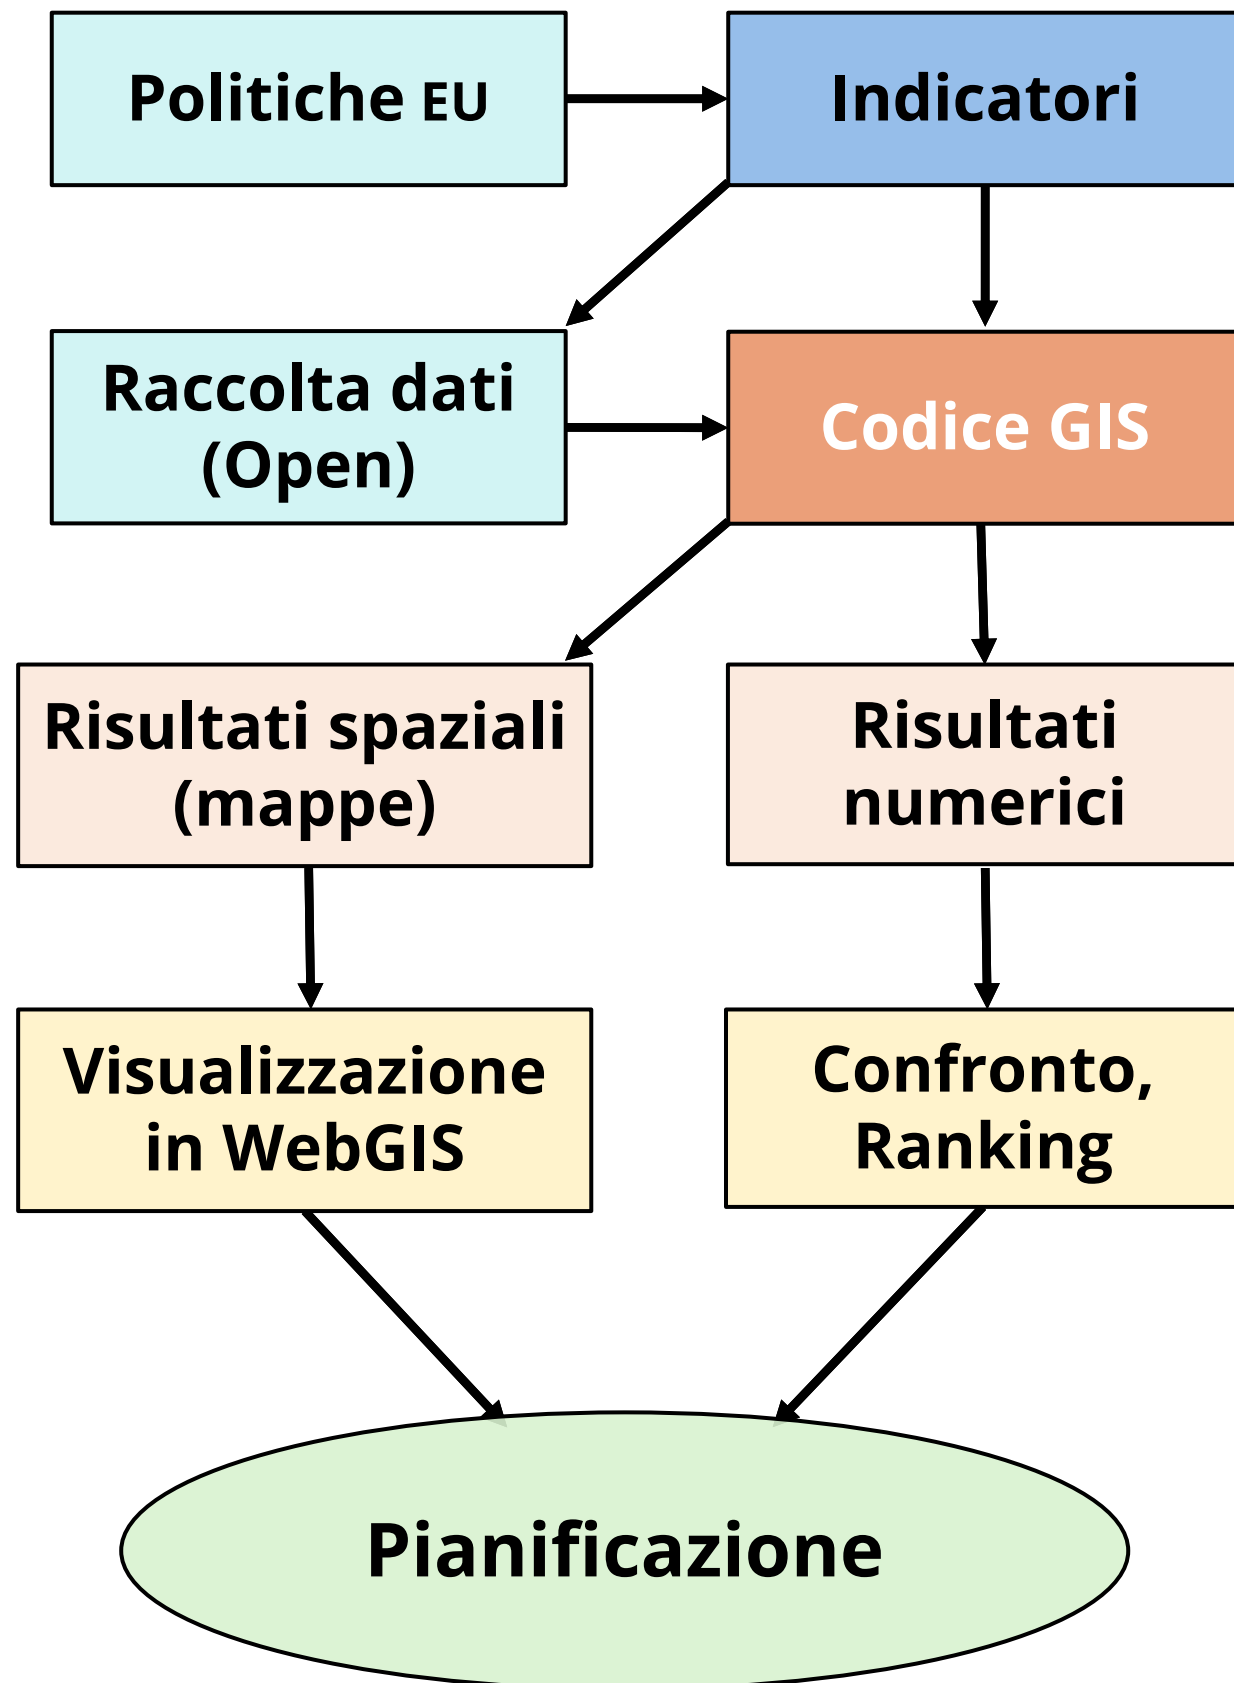 Politiche EU
Indicatori
Raccolta dati
(Open)
Codice GIS
Risultati spaziali
(mappe)
Risultati
numerici
Visualizzazione
in WebGIS
Confronto,
Ranking
Pianificazione